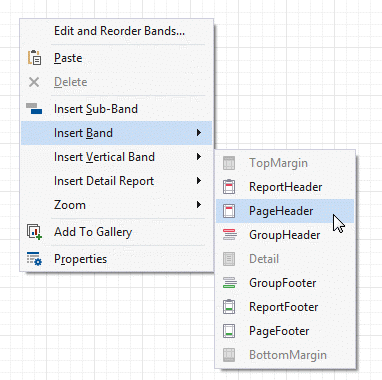 Edit and Reorder Bands...
Paste
Delete
Insert Sub-Band
Insert Band
Insert Vertical Band
Insert Detail Report
Zoom
Add To Gallery
Properties
TopMargin
ReportHeader
PageHeader
GroupHeader
Detail
GroupFooter
ReportFooter
PageFooter
BottomMargin